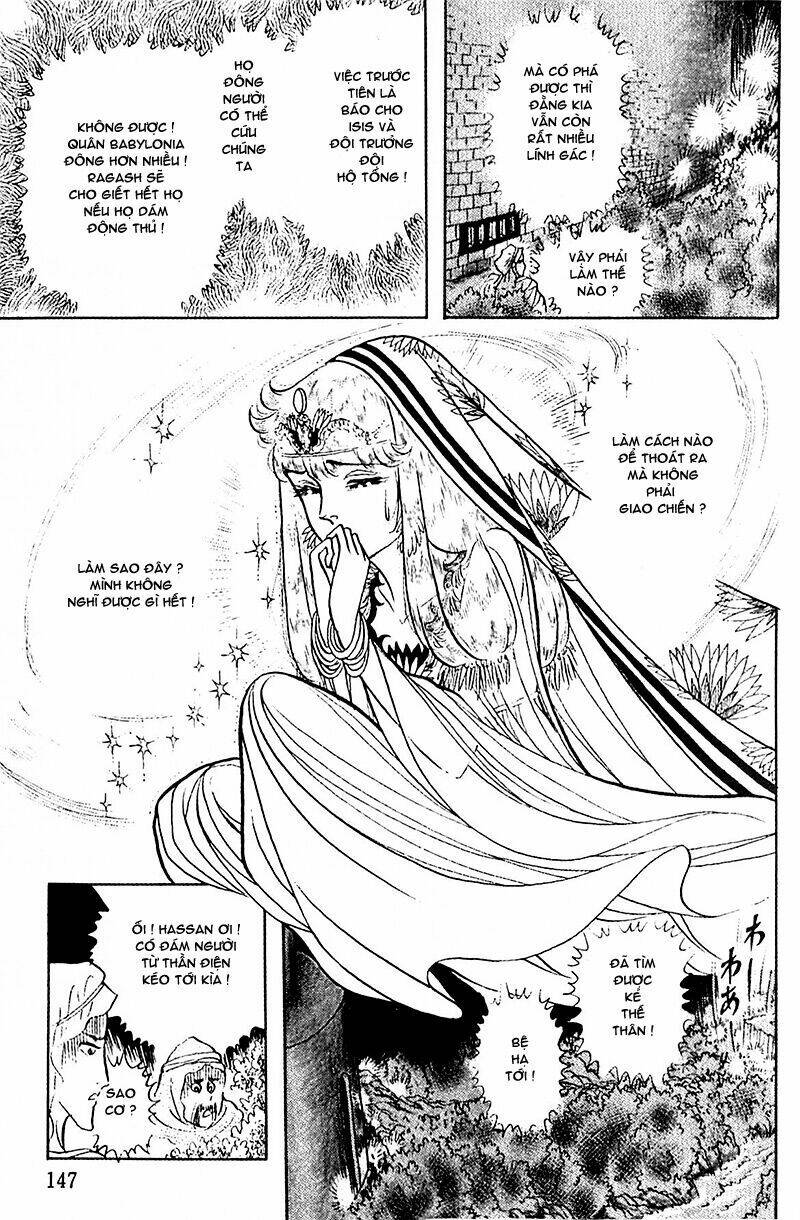 MÀ CÓ PHÁ
ĐƯỢC THÌ
ĐẰNG KIA
VẪN CÒN
RẤT NHIỀU
LÍNH GÁC !
VẬY PHẢI
LÀM THẾ
NÀO ?
VIỆC TRƯỚC
TIÊN LÀ
BÁO CHO
ISIS VÀ
ĐỘI TRƯỞNG
ĐỘI
HỘ TỐNG !
HỌ
ĐÔNG
NGƯỜI
CÓ THỂ
CỨU
CHÚNG
TA
KHÔNG ĐƯỢC !
QUÂN BABYLONIA
ĐÔNG HƠN NHIỀU !
RAGASH SẼ
CHO GIẾT HẾT HỌ
NẾU HỌ DÁM
ĐỘNG THỦ !
LÀM CÁCH NÀO
ĐỂ THOÁT RA
MÀ KHÔNG
PHẢI
GIAO CHIẾN ?
LÀM SAO ĐÂY ?
MÌNH KHÔNG
NGHĨ ĐƯỢC GÌ HẾT !
わー
わあ
ĐÃ TÌM
ĐƯỢC
KẺ
THẾ
THÂN !
BỆ
HẠ
TỚI !
ỐI ! HASSAN ƠI !
CÓ ĐÁM NGƯỜI
TỪ THẦN ĐIỆN
KÉO TỚI KÌA !
SAO
CƠ ?
147